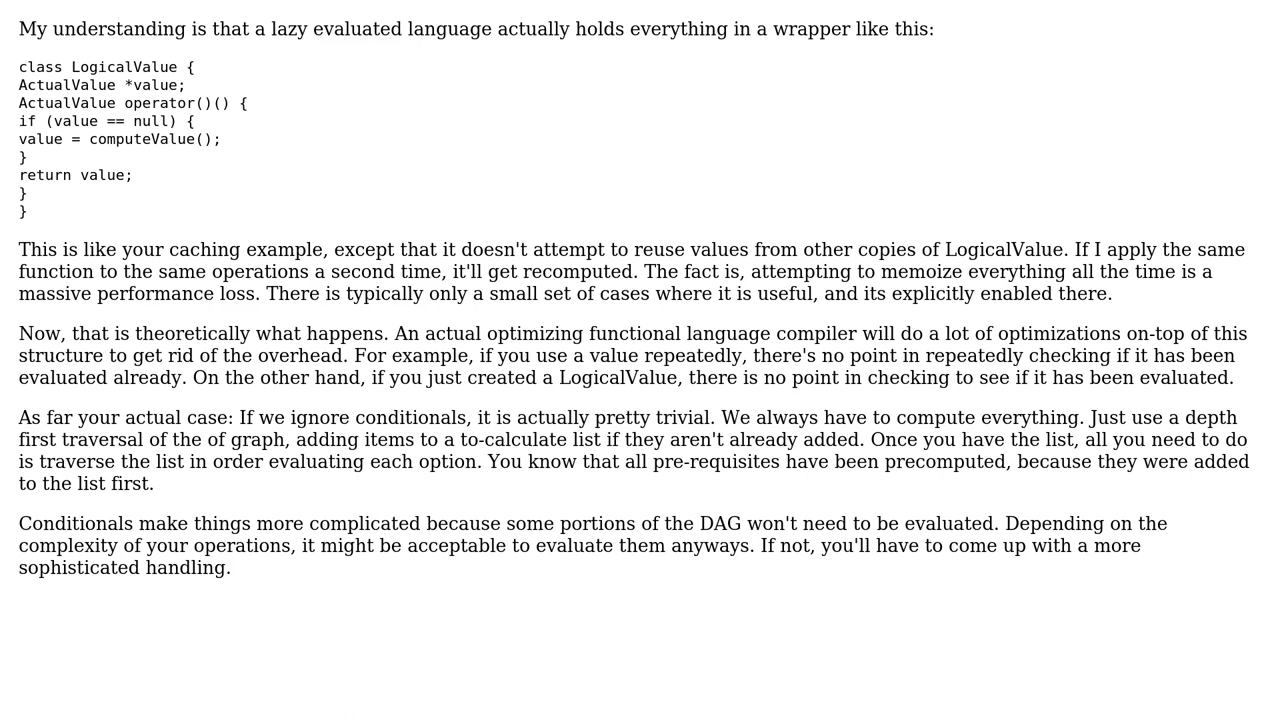 My understanding is that a lazy evaluated language actually holds everything in a wrapper like this:
class LogicalValue {
ActualValue *value;
ActualValue operator()() {
if (value == null) {
value = computeValue();
}
return value;
}
}
This is like your caching example, except that it doesn't attempt to reuse values from other copies of LogicalValue. If I apply the same
function to the same operations a second time, it'll get recomputed. The fact is, attempting to memoize everything all the time is a
massive performance loss. There is typically only a small set of cases where it is useful, and its explicitly enabled there.
Now, that is theoretically what happens. An actual optimizing functional language compiler will do a lot of optimizations on-top of this
structure to get rid of the overhead. For example, if you use a value repeatedly, there's no point in repeatedly checking if it has been
evaluated already. On the other hand, if you just created a LogicalValue, there is no point in checking to see if it has been evaluated.
As far your actual case: If we ignore conditionals, it is actually pretty trivial. We always have to compute everything. Just use a depth
first traversal of the of graph, adding items to a to-calculate list if they aren't already added. Once you have the list, all you need to do
is traverse the list in order evaluating each option. You know that all pre-requisites have been precomputed, because they were added
to the list first.
Conditionals make things more complicated because some portions of the DAG won't need to be evaluated. Depending on the
complexity of your operations, it might be acceptable to evaluate them anyways. If not, you'll have to come up with a more
sophisticated handling.